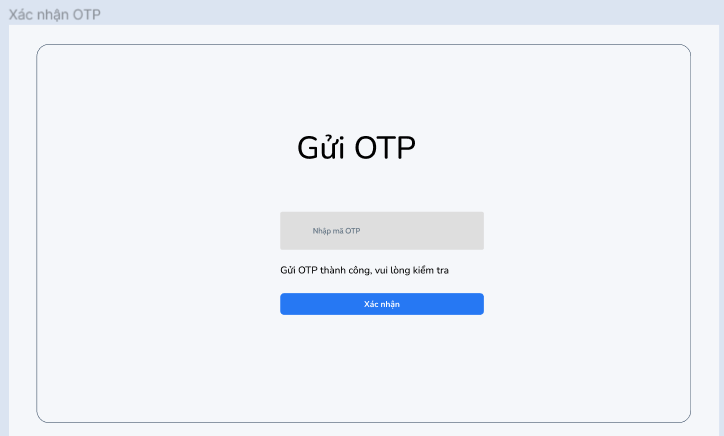 Xác nhận OTP
Gửi OTP
Nhập mã OTP
Gửi OTP thành công, vui lòng kiểm tra
Xác nhận